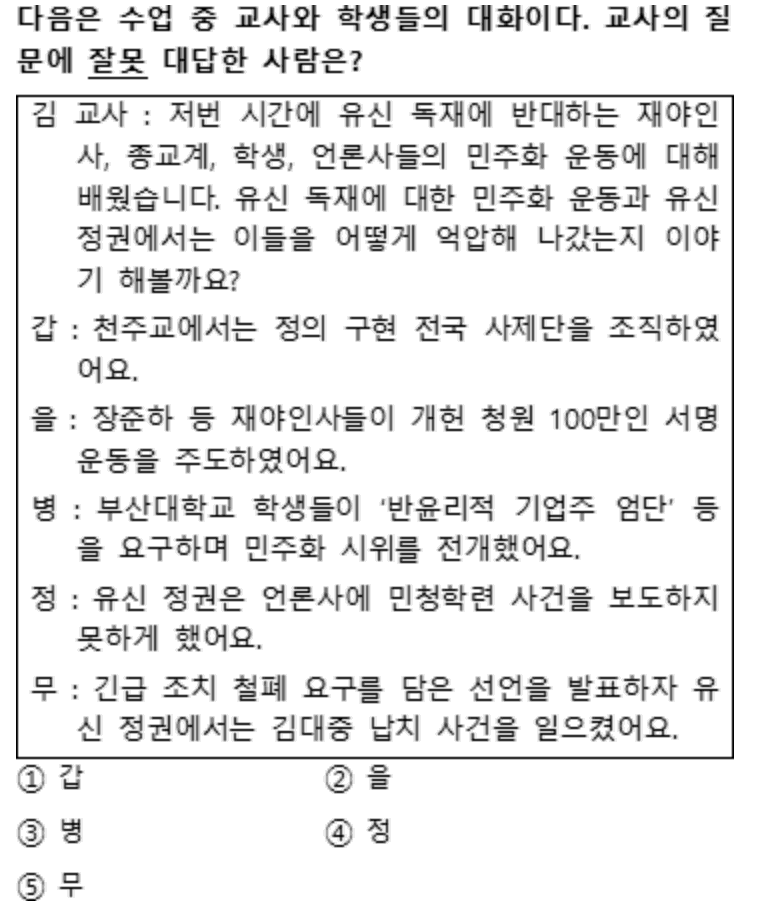 다음은 수업 중 교사와 학생들의 대화이다. 교사의 질
문에 잘못 대답한 사람은?
김 교사 : 저번 시간에 유신 독재에 반대하는 재야인
사, 종교계, 학생, 언론사들의 민주화 운동에 대해
배웠습니다. 유신 독재에 대한 민주화 운동과 유신
정권에서는 이들을 어떻게 억압해 나갔는지 이야
기 해볼까요?
갑 : 천주교에서는 정의 구현 전국 사제단을 조직하였
어요.
을 : 장준하 등 재야인사들이 개헌 청원 100만인 서명
운동을 주도하였어요.
병 : 부산대학교 학생들이 ‘반윤리적 기업주 엄단’ 등
을 요구하며 민주화 시위를 전개했어요.
정 : 유신 정권은 언론사에 민청학련 사건을 보도하지
못하게 했어요.
무 : 긴급 조치 철폐 요구를 담은 선언을 발표하자 유
신 정권에서는 김대중 납치 사건을 일으켰어요.
① 갑 ② 을
③ 병 ④ 정
⑤ 무